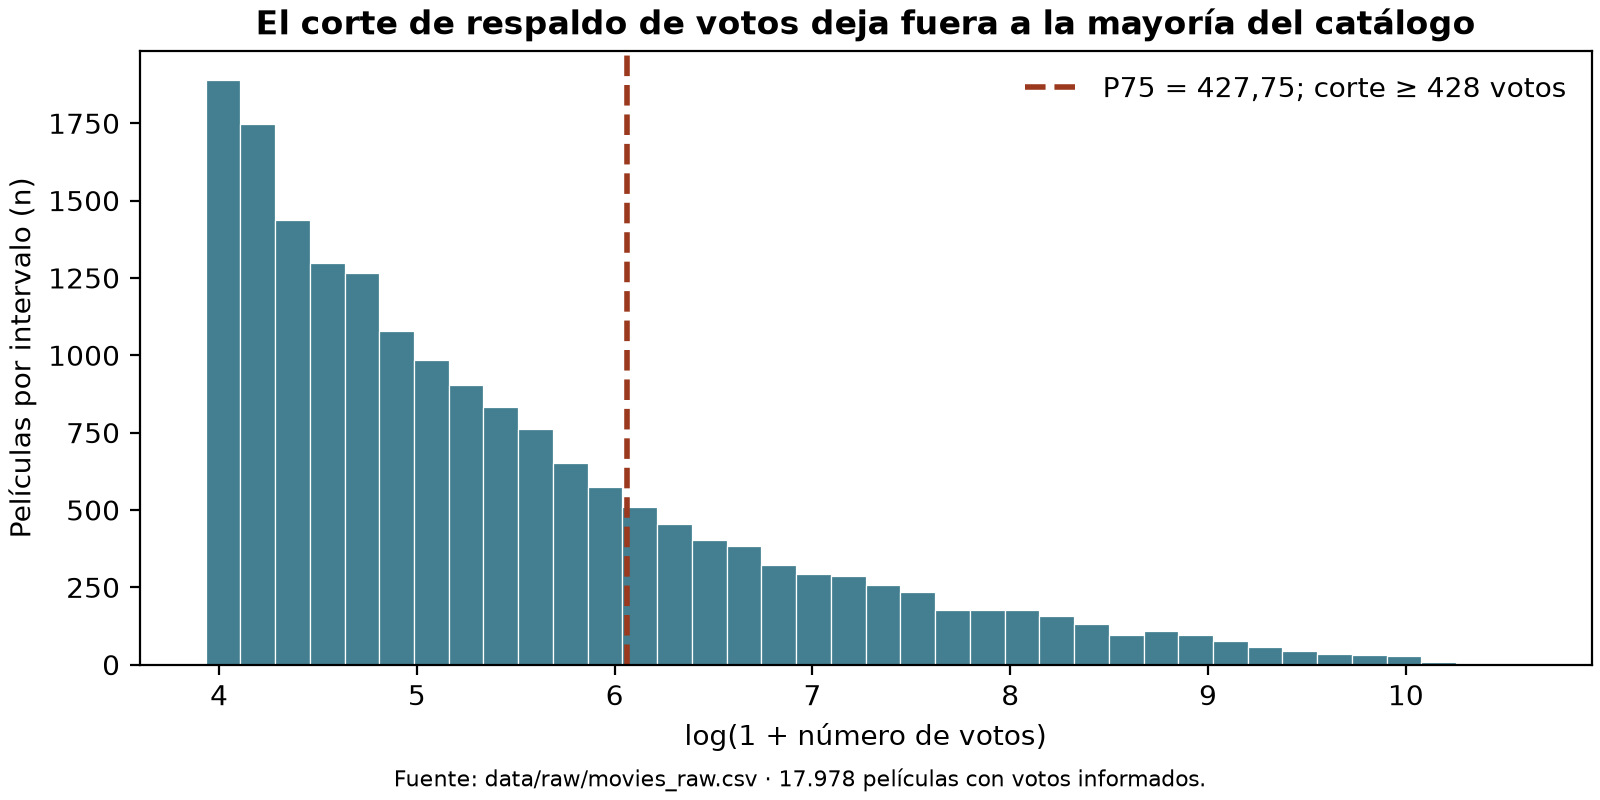 El corte de respaldo de votos deja fuera a la mayoría del catálogo
P75 = 427,75; corte ≥ 428 votos
Películas por intervalo (n)
1750
1500
1250
1000
750
500
250
0
4 5 6 7 8 9 10
log(1 + número de votos)
Fuente: data/raw/movies_raw.csv · 17.978 películas con votos informados.